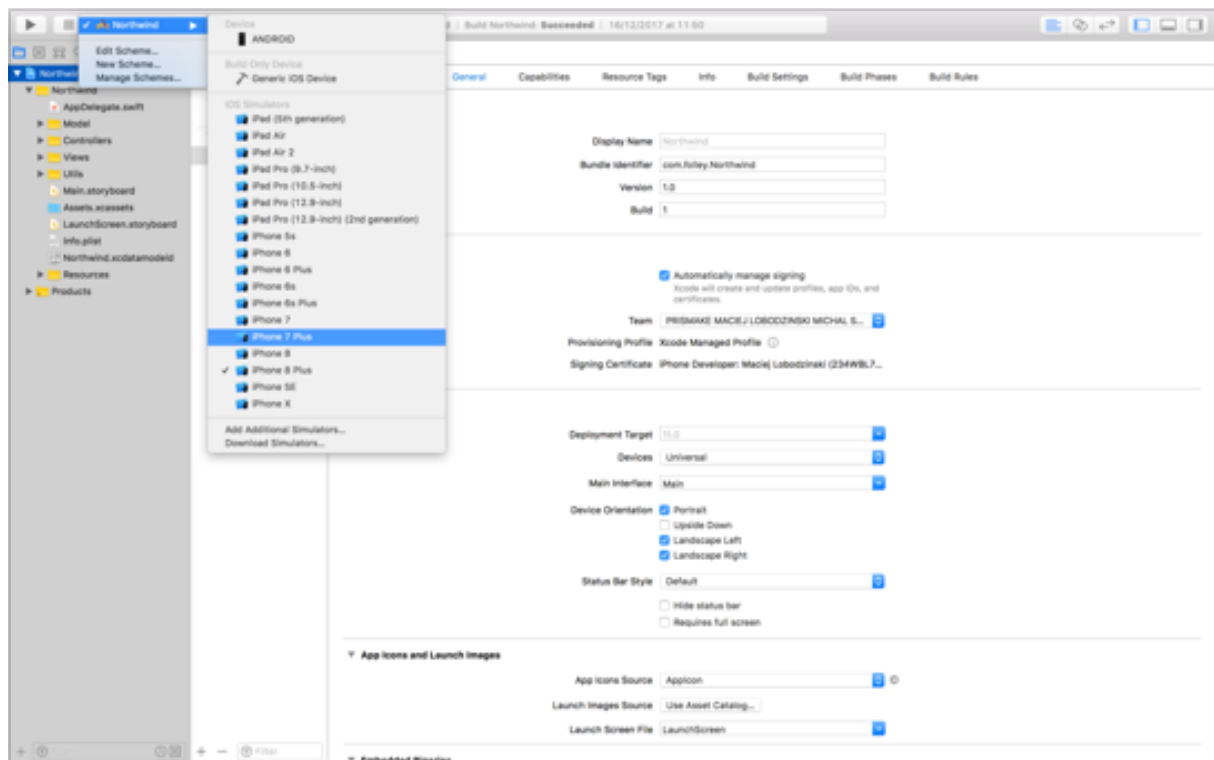 Northwind
Edit Scheme...
New Scheme...
Manage Schemes...
Device
ANDROID
Build Only Device
Generic iOS Device
iOS Simulators
iPad (5th generation)
iPad Air
iPad Air 2
iPad Pro (9.7-inch)
iPad Pro (10.5-inch)
iPad Pro (12.9-inch)
iPad Pro (12.9-inch) (2nd generation)
iPhone 5s
iPhone 6
iPhone 6 Plus
iPhone 6s
iPhone 6s Plus
iPhone 7
iPhone 7 Plus
iPhone 8
iPhone 8 Plus
iPhone SE
iPhone X
Add Additional Simulators...
Download Simulators...
Build Northwind: Succeeded | 16/12/2017 at 11:50
Northwind
AppDelegate.swift
Model
Controllers
Views
Utils
Main.storyboard
Assets.xcassets
LaunchScreen.storyboard
Info.plist
Northwind.xcdatamodeld
Resources
Products
General Capabilities Resource Tags Info Build Settings Build Phases Build Rules
Display Name Northwind
Bundle Identifier com.folley.Northwind
Version 1.0
Build 1
Automatically manage signing
Xcode will create and update profiles, app IDs, and
certificates.
Team PRISMAKE MACIEJ LOBODZINSKI MICHAL S...
Provisioning Profile Xcode Managed Profile
Signing Certificate iPhone Developer: Maciej Lobodzinski (234WBL7...
Deployment Target 11.0
Devices Universal
Main Interface Main
Device Orientation Portrait
Upside Down
Landscape Left
Landscape Right
Status Bar Style Default
Hide status bar
Requires full screen
App Icons and Launch Images
App Icons Source AppIcon
Launch Images Source Use Asset Catalog...
Launch Screen File LaunchScreen
Filter
Embedded Binaries